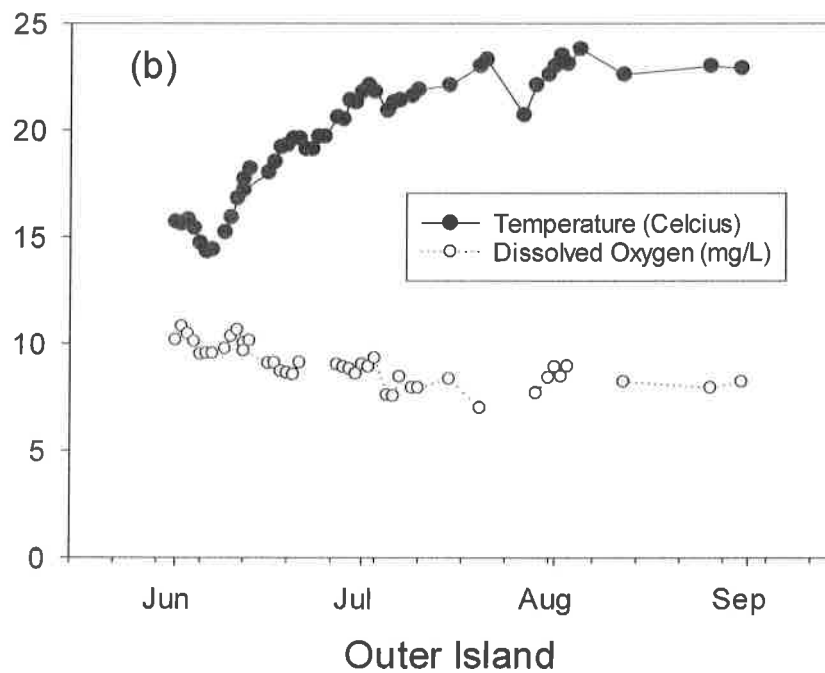 25
(b)
20
15
Temperature (Celcius)
Dissolved Oxygen (mg/L)
10
5
0
Jun Jul Aug Sep
Outer Island